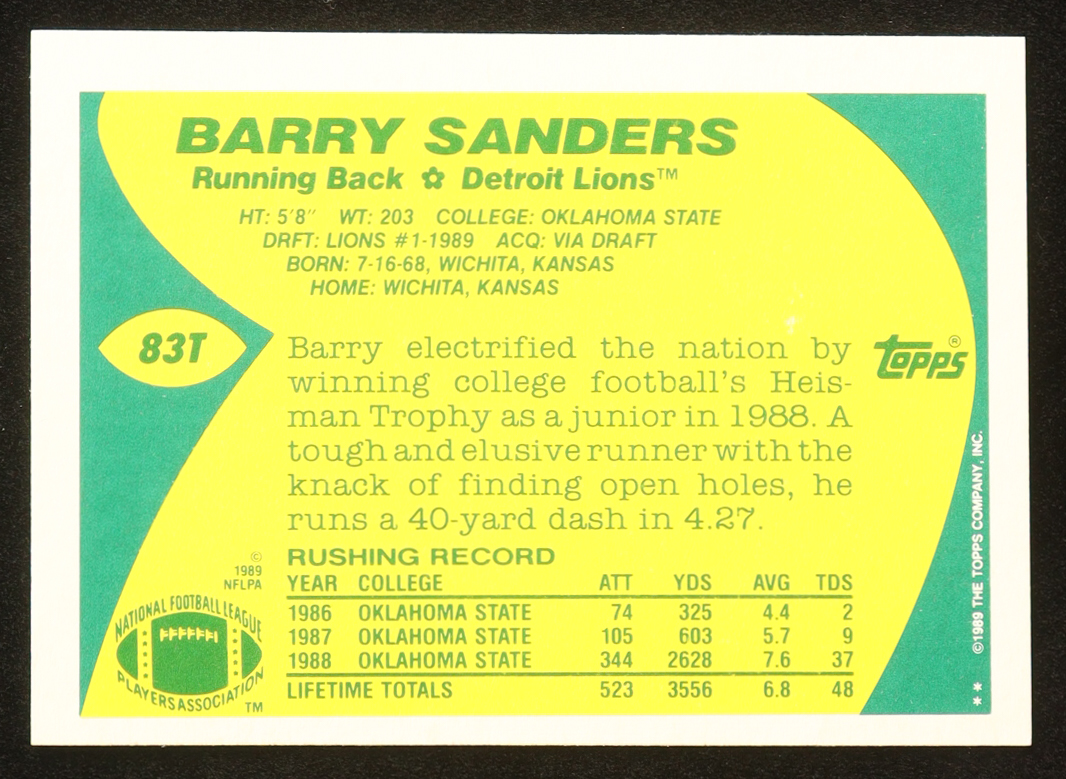 BARRY SANDERS
Running Back ✿ Detroit Lions™
HT: 5'8" WT: 203 COLLEGE: OKLAHOMA STATE
DRFT: LIONS #1-1989 ACQ: VIA DRAFT
BORN: 7-16-68, WICHITA, KANSAS
HOME: WICHITA, KANSAS
83T
Barry electrified the nation by
winning college football's Heis-
man Trophy as a junior in 1988. A
tough and elusive runner with the
knack of finding open holes, he
runs a 40-yard dash in 4.27.
topps®
RUSHING RECORD
YEAR COLLEGE ATT YDS AVG TDS
1986 OKLAHOMA STATE 74 325 4.4 2
1987 OKLAHOMA STATE 105 603 5.7 9
1988 OKLAHOMA STATE 344 2628 7.6 37
LIFETIME TOTALS 523 3556 6.8 48
©
1989
NFLPA
NATIONAL FOOTBALL LEAGUE
PLAYERS ASSOCIATION
TM
©1989 THE TOPPS COMPANY, INC.
**